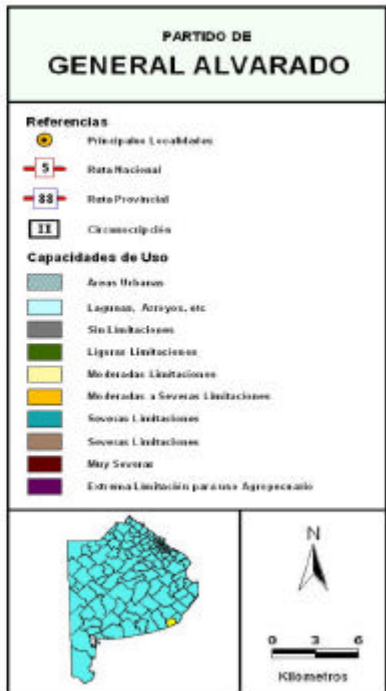 PARTIDO DE
GENERAL ALVARADO
Referencias
Principales Localidades
5 Ruta Nacional
88 Ruta Provincial
II Circunscripción
Capacidades de Uso
Areas Urbanas
Lagunas, Arroyos, etc
Sin Limitaciones
Ligeras Limitaciones
Moderadas Limitaciones
Moderadas a Severas Limitaciones
Severas Limitaciones
Severas Limitaciones
Muy Severas
Extrema Limitación para uso Agropecuario
N
0 3 6
Kilometros